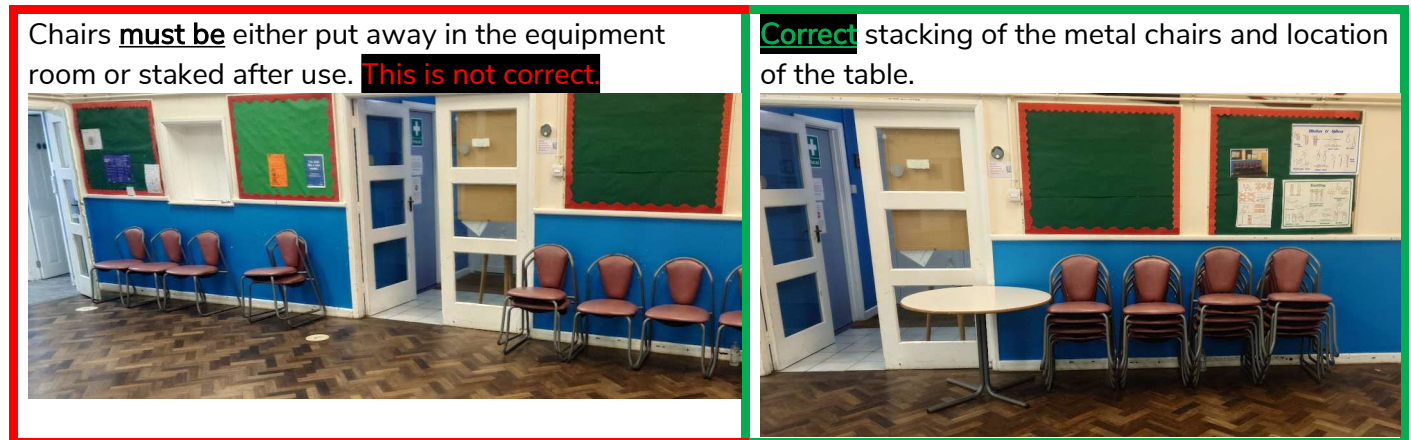 Chairs must be either put away in the equipment
room or staked after use. This is not correct.
Correct stacking of the metal chairs and location
of the table.